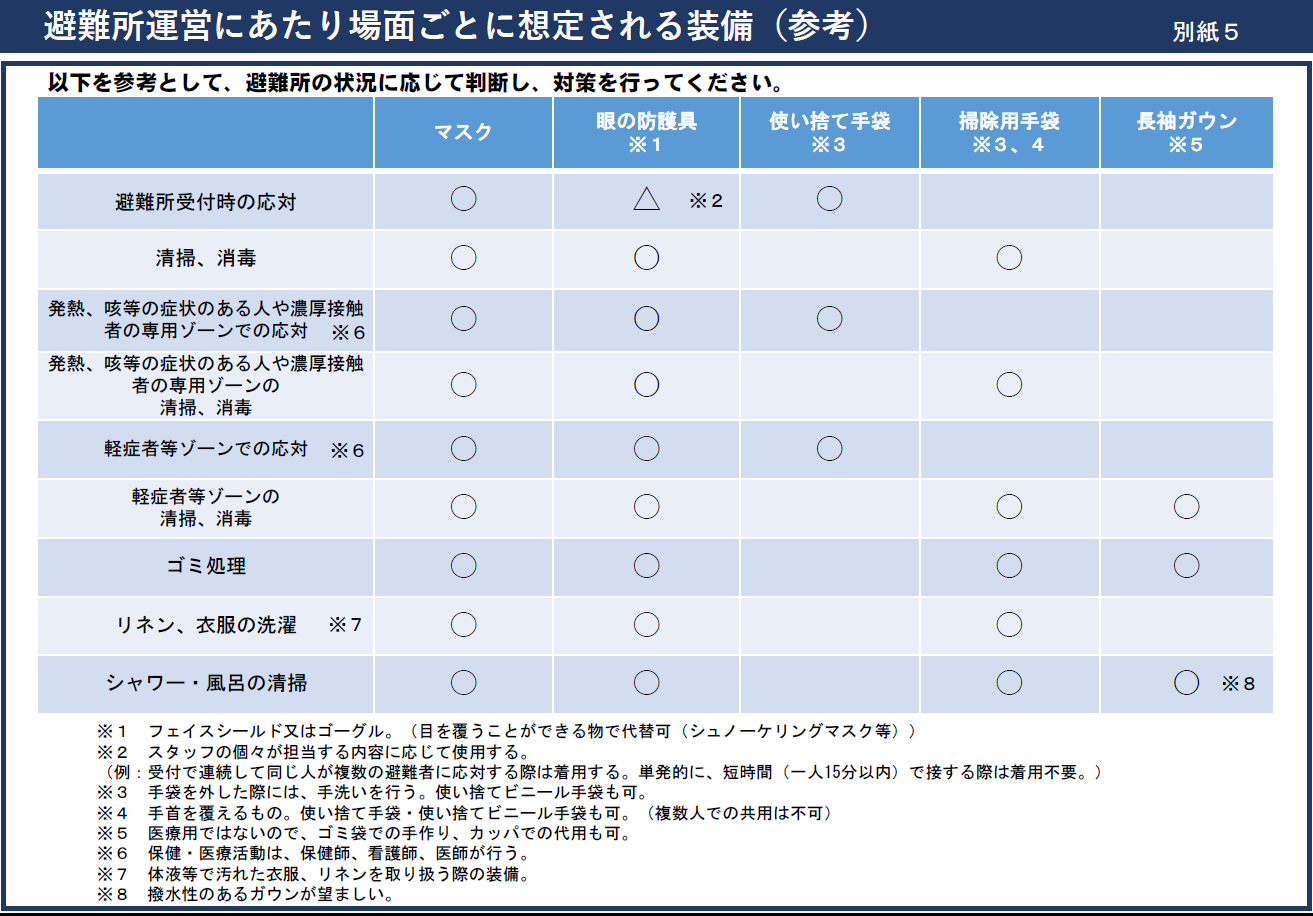 避難所運営にあたり場面ごとに想定される装備（参考）
別紙５
以下を参考として、避難所の状況に応じて判断し、対策を行ってください。
マスク
眼の防護具
※１
使い捨て手袋
※３
掃除用手袋
※３、４
長袖ガウン
※５
避難所受付時の応対 ○ △ ※２ ○
清掃、消毒 ○ ○ ○
発熱、咳等の症状のある人や濃厚接触
者の専用ゾーンでの応対 ※６ ○ ○ ○
発熱、咳等の症状のある人や濃厚接触
者の専用ゾーンの
清掃、消毒 ○ ○ ○
軽症者等ゾーンでの応対 ※６ ○ ○ ○
軽症者等ゾーンの
清掃、消毒 ○ ○ ○ ○
ゴミ処理 ○ ○ ○ ○
リネン、衣服の洗濯 ※７ ○ ○ ○
シャワー・風呂の清掃 ○ ○ ○ ○ ※８
※１ フェイスシールド又はゴーグル。（目を覆うことができる物で代替可（シュノーケリングマスク等））
※２ スタッフの個々が担当する内容に応じて使用する。
（例：受付で連続して同じ人が複数の避難者に応対する際は着用する。単発的に、短時間（一人15分以内）で接する際は着用不要。）
※３ 手袋を外した際には、手洗いを行う。使い捨てビニール手袋も可。
※４ 手首を覆えるもの。使い捨て手袋・使い捨てビニール手袋も可。（複数人での共用は不可）
※５ 医療用ではないので、ゴミ袋での手作り、カッパでの代用も可。
※６ 保健・医療活動は、保健師、看護師、医師が行う。
※７ 体液等で汚れた衣服、リネンを取り扱う際の装備。
※８ 撥水性のあるガウンが望ましい。